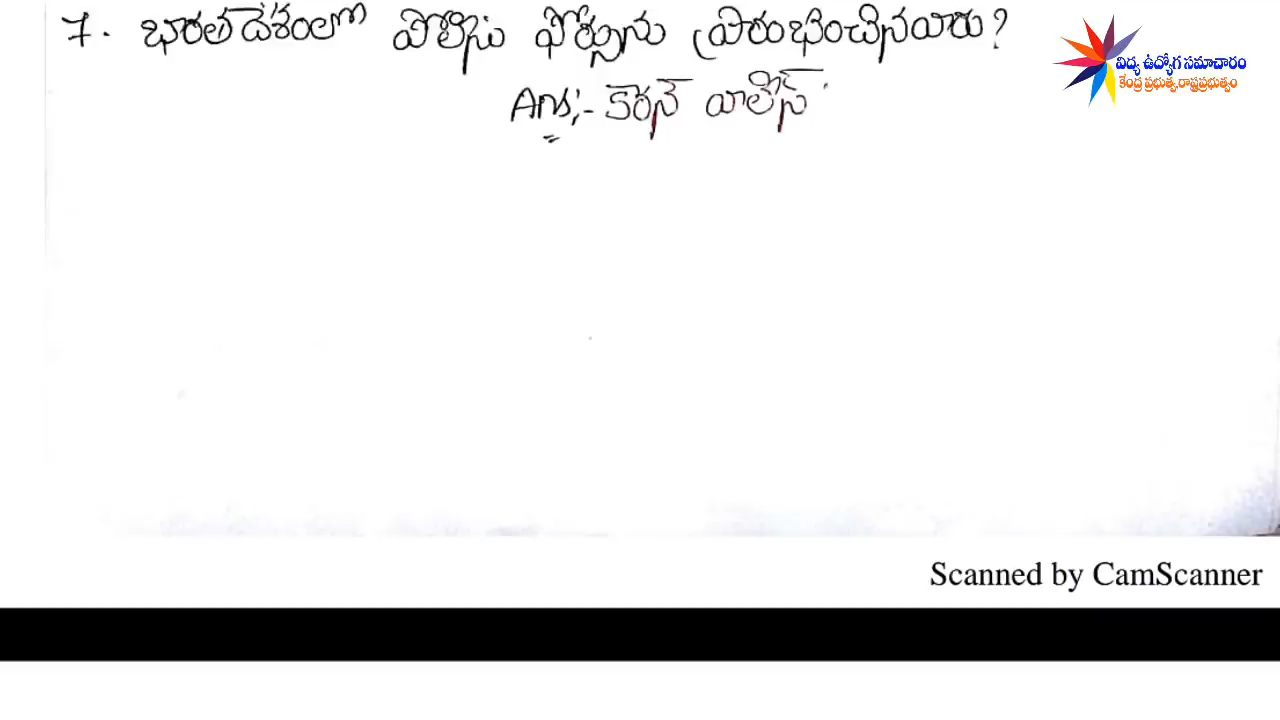 7. భారతదేశంలో పోలీసు ఫోర్సును ప్రారంభించినవారు?
Ans:- కారన్ వాలీస్
విద్య ఉద్యోగ సమాచారం
కేంద్ర ప్రభుత్వ,రాష్ట్రప్రభుత్వం
Scanned by CamScanner